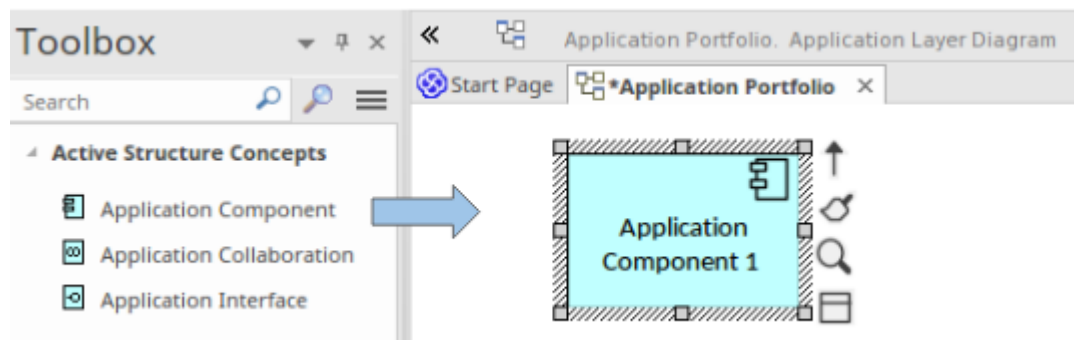 Toolbox
Search
Active Structure Concepts
Application Component
Application Collaboration
Application Interface
Application Portfolio. Application Layer Diagram
Start Page
*Application Portfolio
Application
Component 1